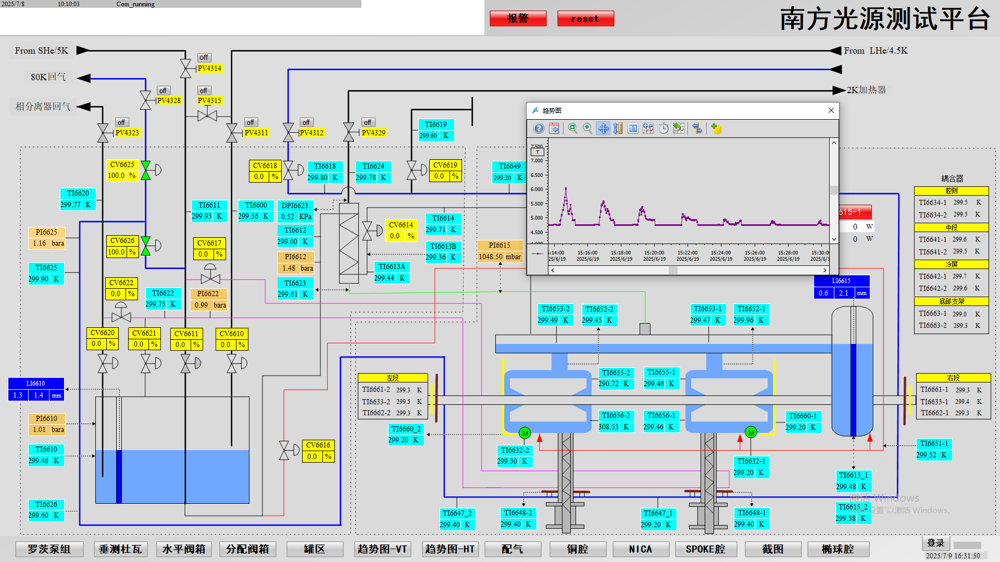 2025/7/8 10:10:03 Com_running
报警 reset
南方光源测试平台
From SHe/5K
80K回气
相分离器回气
From LHe/4.5K
2K加热器
off
PV4314
off
PV4328
off
PV4315
off
PV4323
off
PV4311
off
PV4312
off
PV4329
TI6619
299.60 K
CV6625
100.0 %
CV6618
0.0 %
TI6618
299.80 K
TI6624
299.78 K
CV6619
0.0 %
TI6649
299.20 K
TI6620
299.77 K
TI6611
299.93 K
TI6600
299.36 K
DPI6623
0.52 KPa
TI6612
299.00 K
PI6612
1.48 bara
TI6623
299.61 K
CV6614
0.0 %
TI6614
299.71 K
TI6613B
299.36 K
TI6613A
299.44 K
PI6615
1048.50 mbar
PI6625
1.16 bara
TI6625
299.90 K
CV6626
100.0 %
CV6617
0.0 %
CV6622
0.0 %
TI6622
299.75 K
PI6622
0.99 bara
CV6620
0.0 %
CV6621
0.0 %
CV6611
0.0 %
CV6610
0.0 %
LI6610
1.3 1.4 mm
PI6610
1.01 bara
TI6610
299.46 K
TI6626
299.60 K
CV6616
0.0 %
趋势图
1:1
T
7.500
7.000
6.500
6.000
5.500
5.000
4.500
4.000
5:14:00 15:16:00 15:18:00 15:20:00 15:22:00 15:24:00 15:26:00 15:28:00 15:30:0
25/6/19 2025/6/19 2025/6/19 2025/6/19 2025/6/19 2025/6/19 2025/6/19 2025/6/19 2025/6/1
615-1
0 W
0 W
LI6615
0.6 2.1 mm
耦合器
腔侧
TI6634-1 299.5 K
TI6634-2 299.5 K
中段
TI6641-1 299.6 K
TI6641-2 299.5 K
冷屏
TI6642-1 299.7 K
TI6642-2 299.6 K
底部支架
TI6663-1 299.0 K
TI6663-2 299.3 K
TI6653-2
299.49 K
TI6652-2
299.45 K
TI6653-1
299.47 K
TI6652-1
299.96 K
左段
TI6661-2 299.3 K
TI6633-2 299.5 K
TI6662-2 299.3 K
TI6655-2
290.72 K
TI6655-1
299.46 K
TI6656-2
308.53 K
TI6656-1
299.46 K
TI6660_2
299.20 K
M
TI6632-2
299.30 K
M
TI6632-1
299.20 K
TI6660-1
299.20 K
右段
TI6661-1 299.3 K
TI6633-1 299.4 K
TI6662-1 299.3 K
TI6651-1
299.52 K
TI6615_1
299.48 K
TI6615_2
299.38 K
TI6647_2
299.40 K
TI6648-2
299.40 K
TI6647_1
299.20 K
TI6648-1
299.40 K
激活 Windows
设置"以激活 Windows。
罗茨泵组 垂测杜瓦 水平阀箱 分配阀箱 罐区 趋势图-VT 趋势图-HT 配气 铜腔 NICA SPOKE腔 截图 椭球腔 登录
2025/7/9 16:31:50